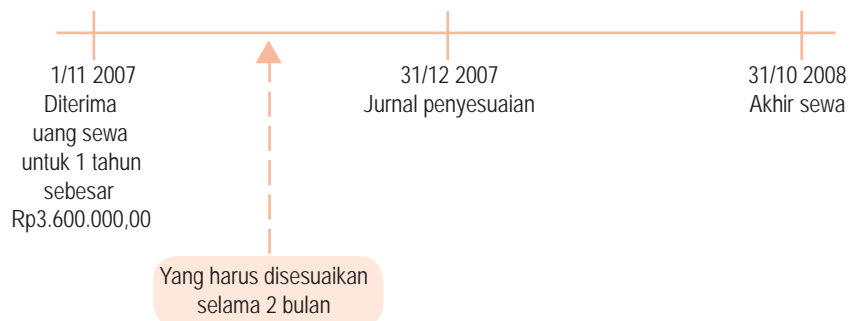 1/11 2007
Diterima
uang sewa
untuk 1 tahun
sebesar
Rp3.600.000,00
31/12 2007
Jurnal penyesuaian
31/10 2008
Akhir sewa
Yang harus disesuaikan
selama 2 bulan